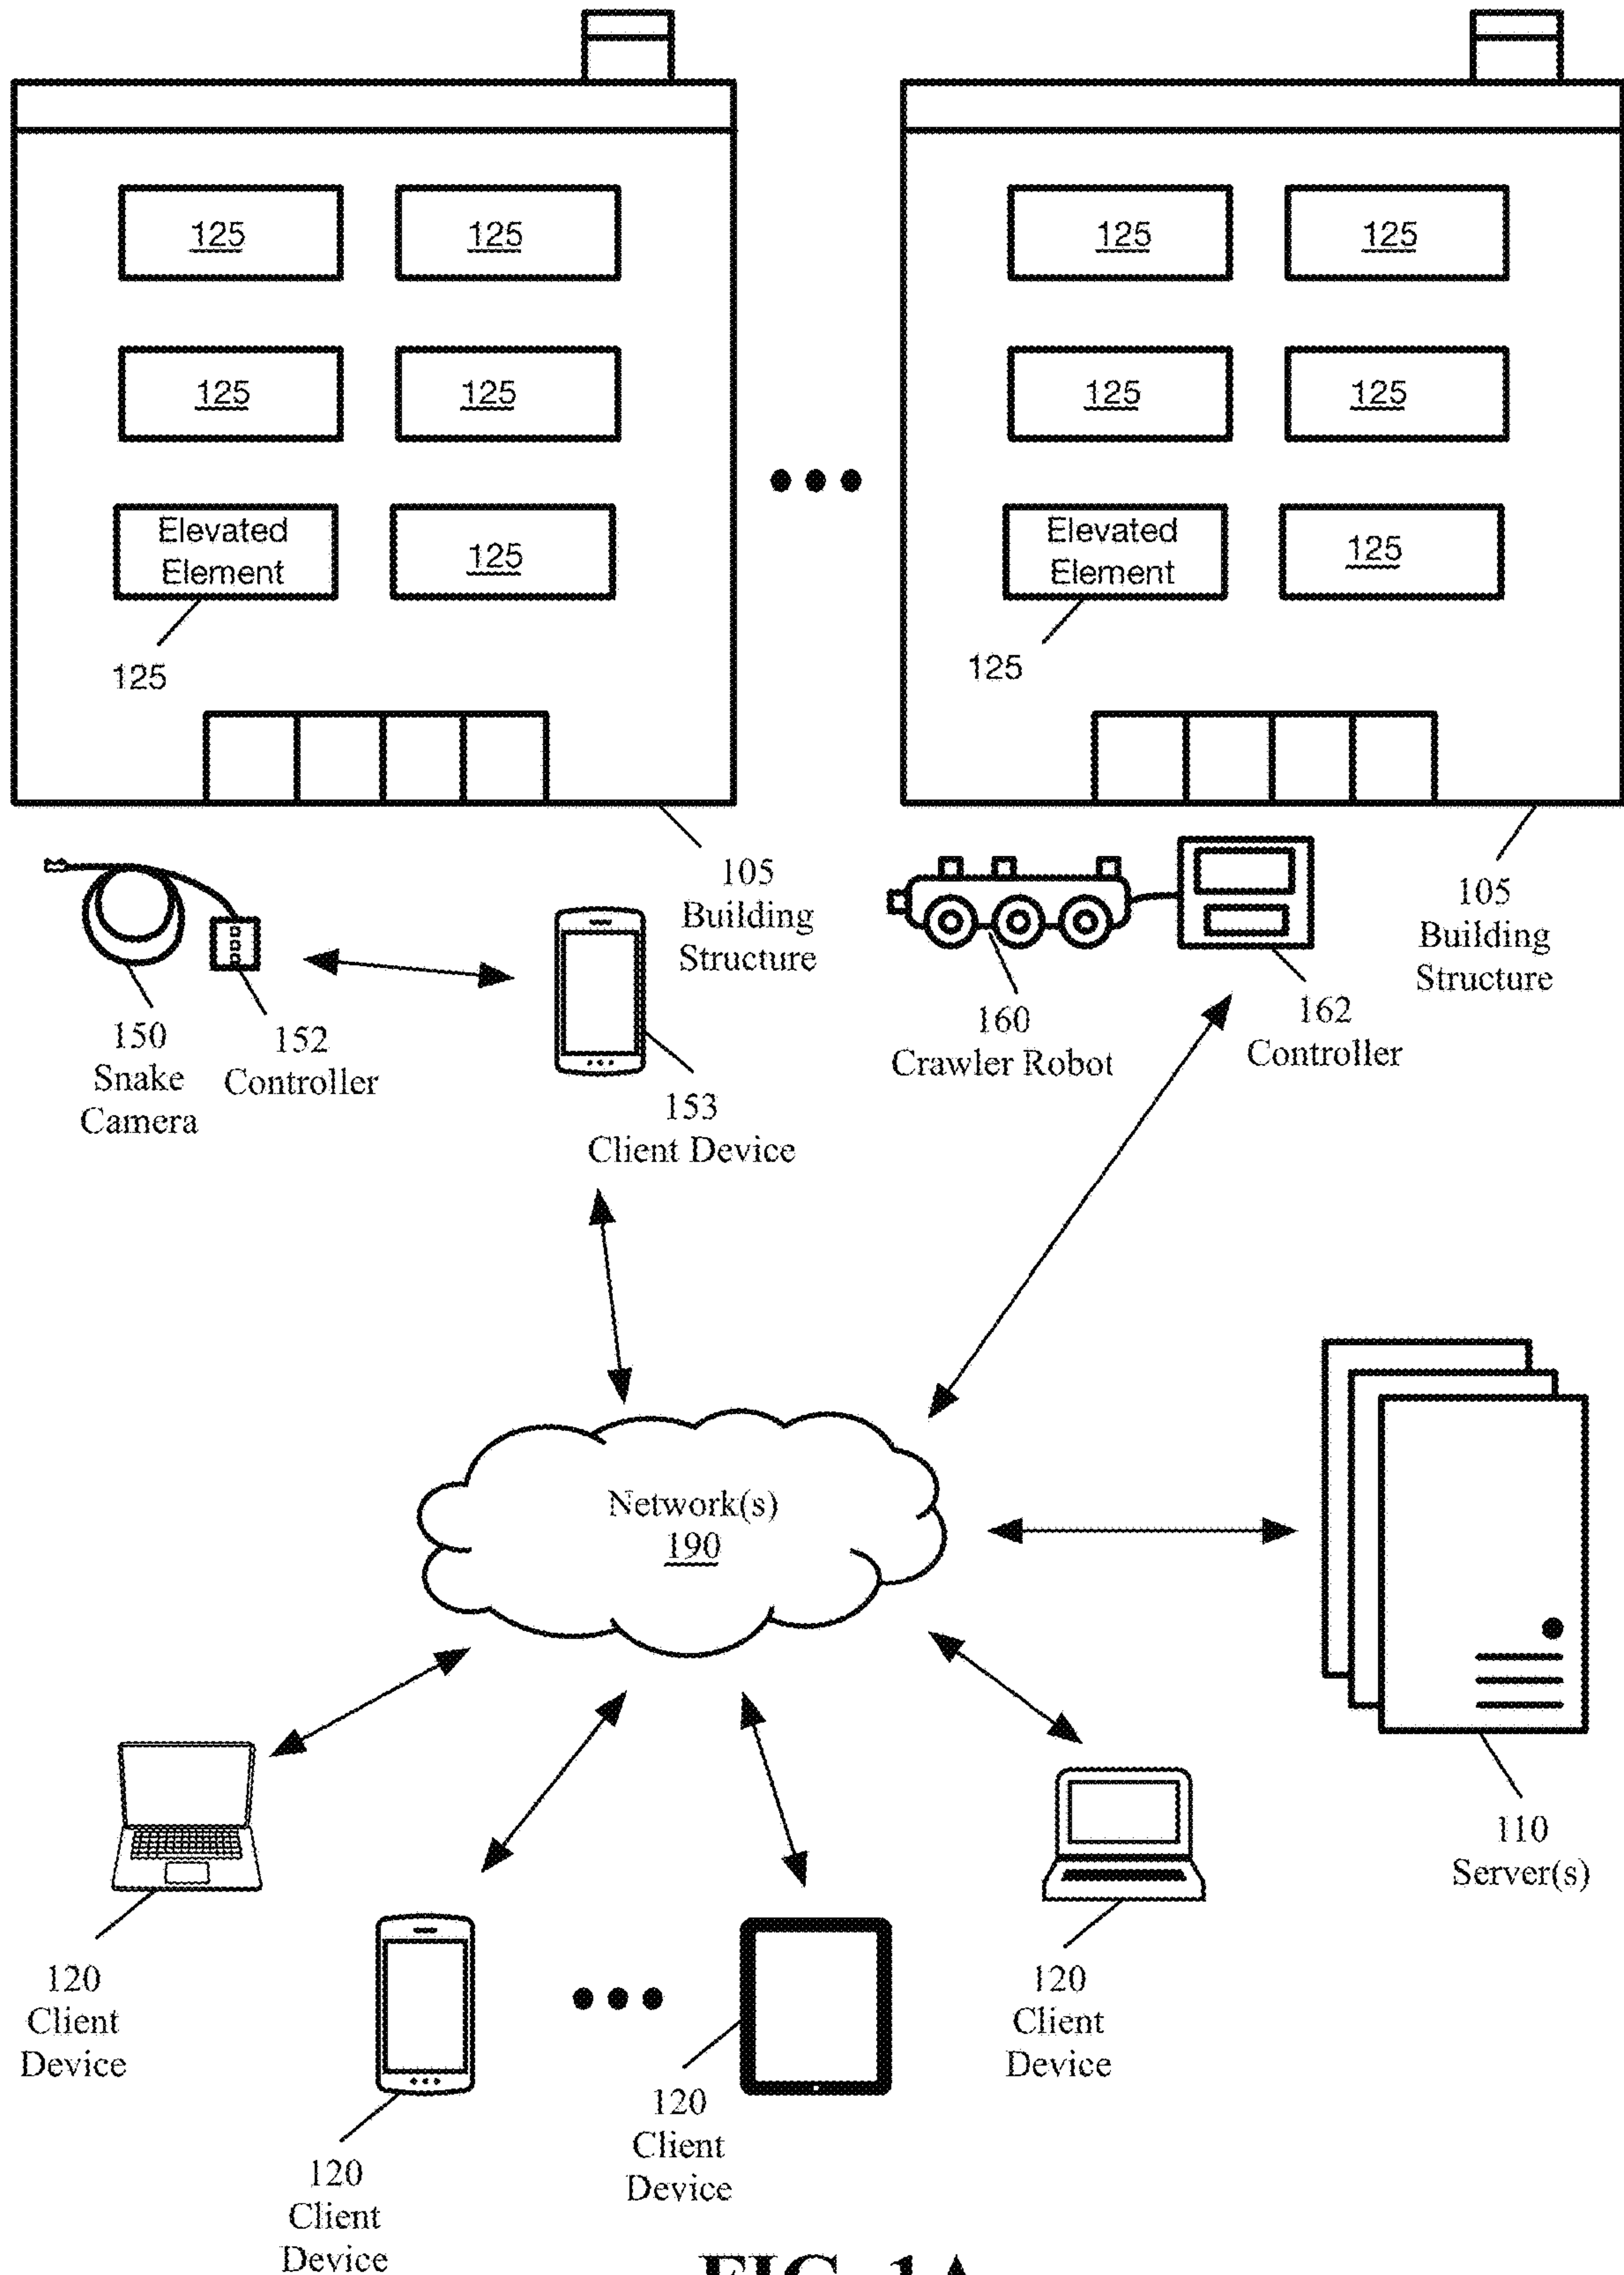 125
125
125
125
125
125
125
125
Elevated
Element
125
125
Elevated
Element
125
125
105
Building
Structure
105
Building
Structure
150
Snake
Camera
152
Controller
153
Client Device
160
Crawler Robot
162
Controller
Network(s)
190
110
Server(s)
120
Client
Device
120
Client
Device
120
Client
Device
120
Client
Device
FIG. 1A